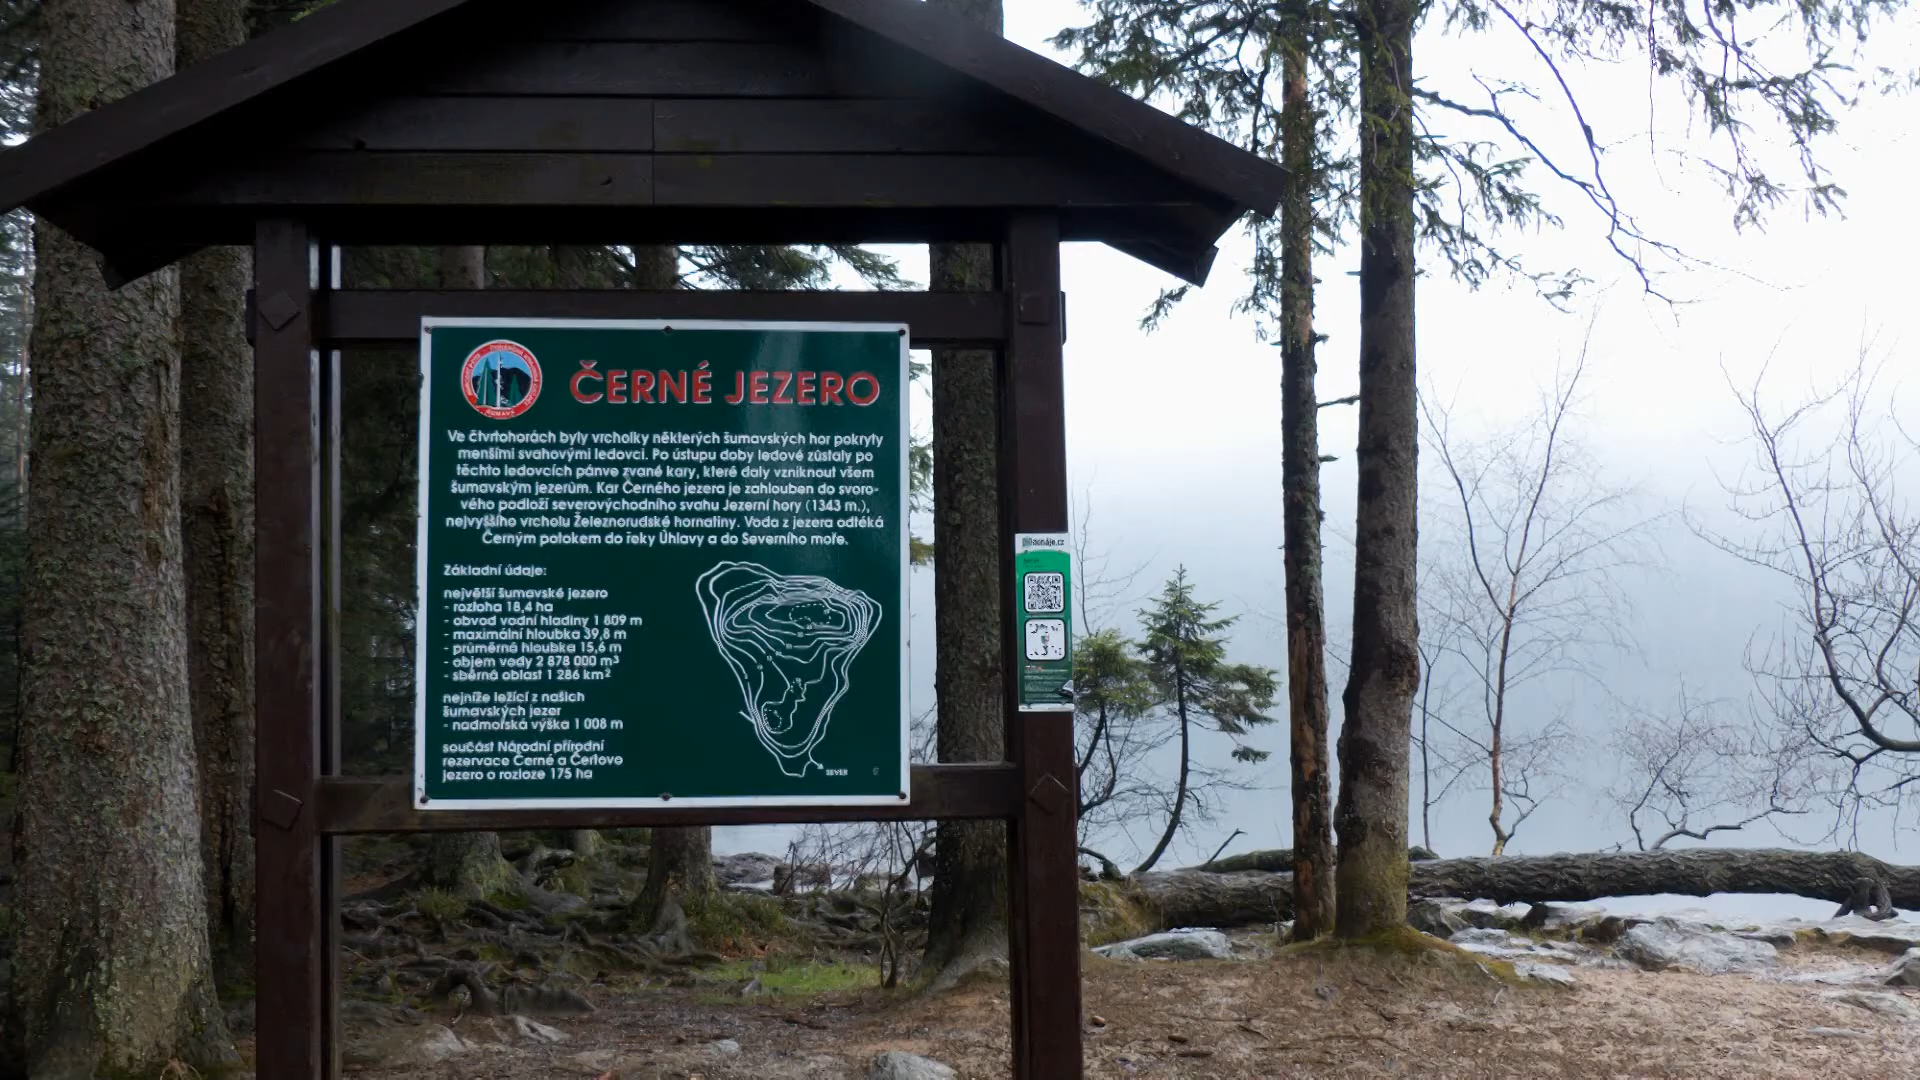 ČERNÉ JEZERO
Ve čtvrtohorách byly vrcholky některých šumavských hor pokryty
menšími svahovými ledovci. Po ústupu doby ledové zůstaly po
těchto ledovcích pánve zvané kary, které daly vzniknout všem
šumavským jezerům. Kar Černého jezera je zahlouben do svoro-
vého podloží severovýchodního svahu Jezerní hory (1343 m.),
nejvyššího vrcholu Železnorudské hornatiny. Voda z jezera odtéká
Černým potokem do řeky Úhlavy a do Severního moře.
Základní údaje:
největší šumavské jezero
- rozloha 18,4 ha
- obvod vodní hladiny 1 809 m
- maximální hloubka 39,8 m
- průměrná hloubka 15,6 m
- objem vody 2 878 000 m³
- sběrná oblast 1 286 km²
nejníže ležící z našich
šumavských jezer
- nadmořská výška 1 008 m
součást Národní přírodní
rezervace Černé a Čertovo
jezero o rozloze 175 ha
SEVER
ŠUMAVA